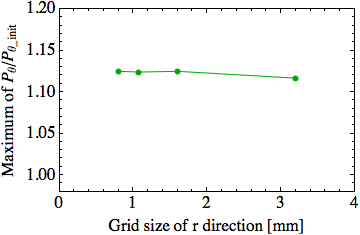 Maximum of Pθ/Pθ_init
1.20
1.15
1.10
1.05
1.00
0 1 2 3 4
Grid size of r direction [mm]